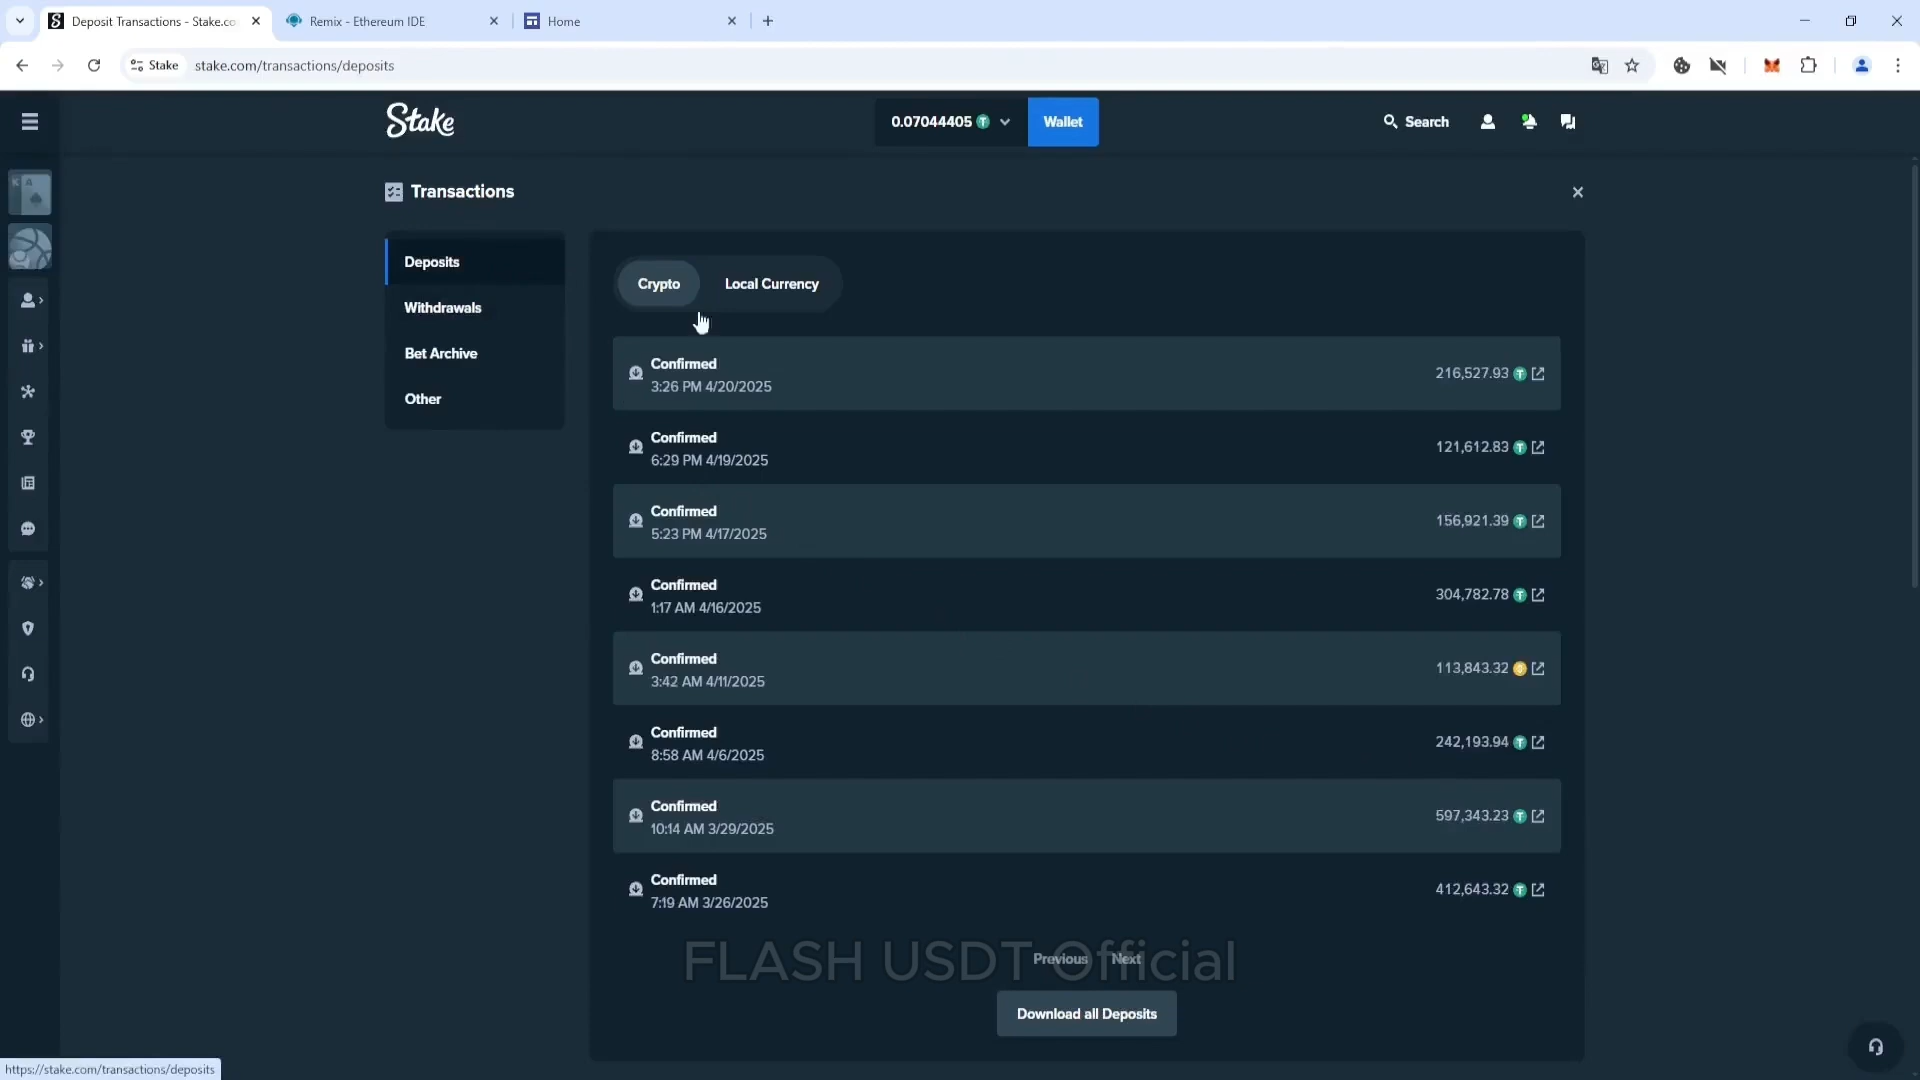 Deposit Transactions - Stake.co
Remix - Ethereum IDE
Home
Stake
stake.com/transactions/deposits
Stake
0.07044405
Wallet
Search
Transactions
Deposits
Withdrawals
Bet Archive
Other
Crypto
Local Currency
Confirmed
3:26 PM 4/20/2025
216,527.93
Confirmed
6:29 PM 4/19/2025
121,612.83
Confirmed
5:23 PM 4/17/2025
156,921.39
Confirmed
1:17 AM 4/16/2025
304,782.78
Confirmed
3:42 AM 4/11/2025
113,843.32
Confirmed
8:58 AM 4/6/2025
242,193.94
Confirmed
10:14 AM 3/29/2025
597,343.23
Confirmed
7:19 AM 3/26/2025
412,643.32
FLASH USDT Official
Previous
Next
Download all Deposits
https://stake.com/transactions/deposits